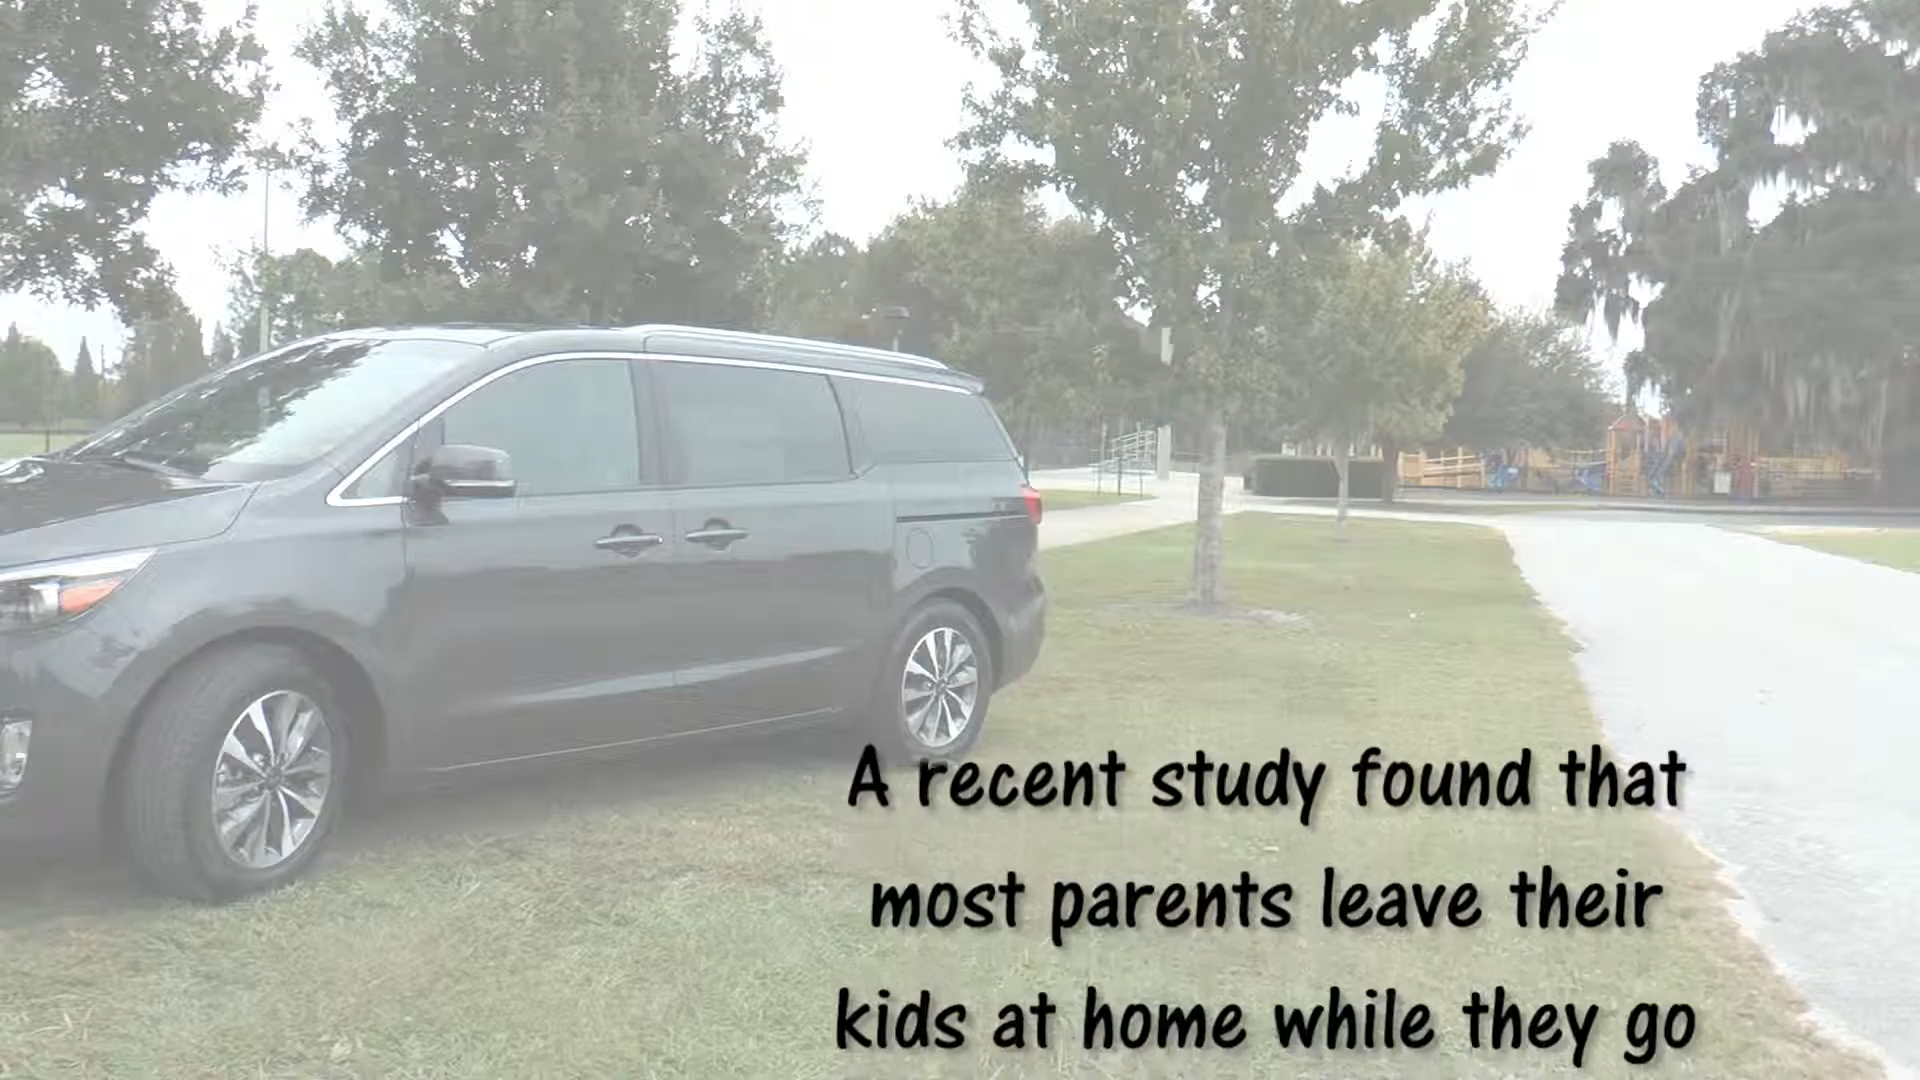 A recent study found that
most parents leave their
kids at home while they go